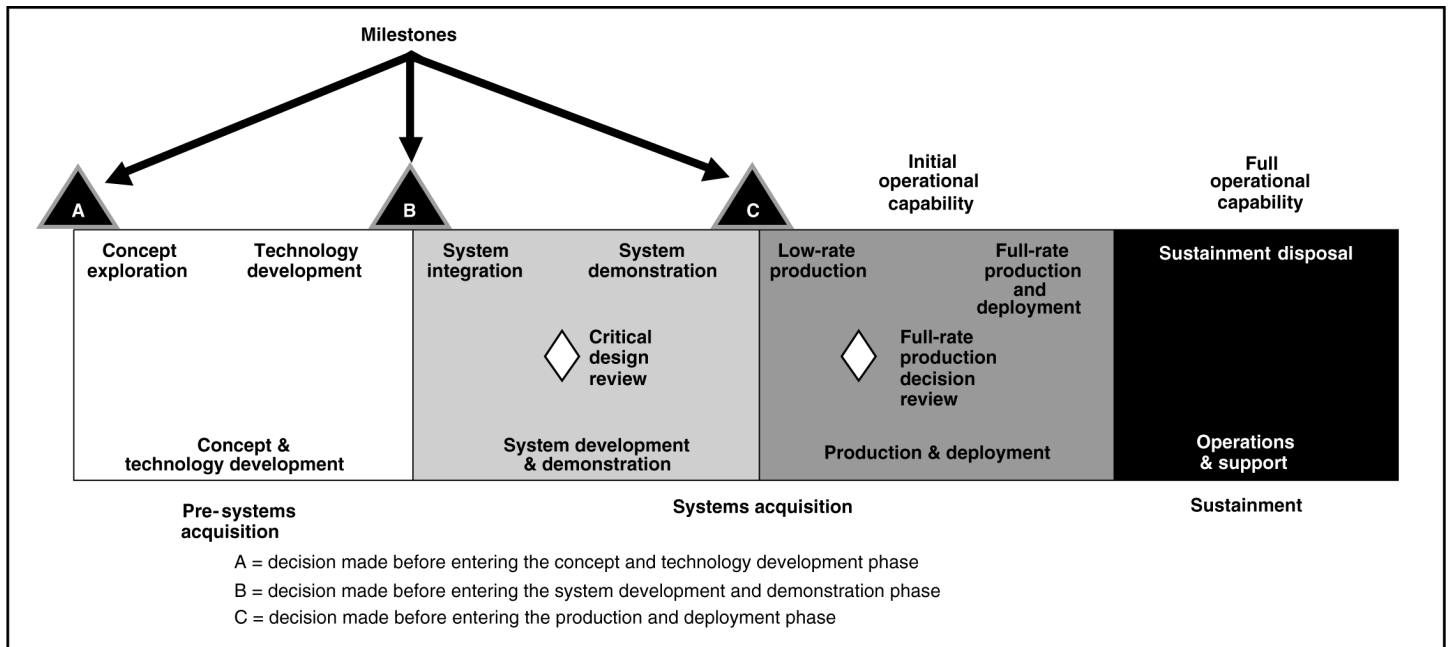 Milestones
Initial
operational
capability
Full
operational
capability
A
B
C
Concept
exploration
Technology
development
System
integration
System
demonstration
Low-rate
production
Full-rate
production
and
deployment
Sustainment disposal
Critical
design
review
Full-rate
production
decision
review
Concept &
technology development
System development
& demonstration
Production & deployment
Operations
& support
Pre-systems
acquisition
Systems acquisition
Sustainment
A = decision made before entering the concept and technology development phase
B = decision made before entering the system development and demonstration phase
C = decision made before entering the production and deployment phase